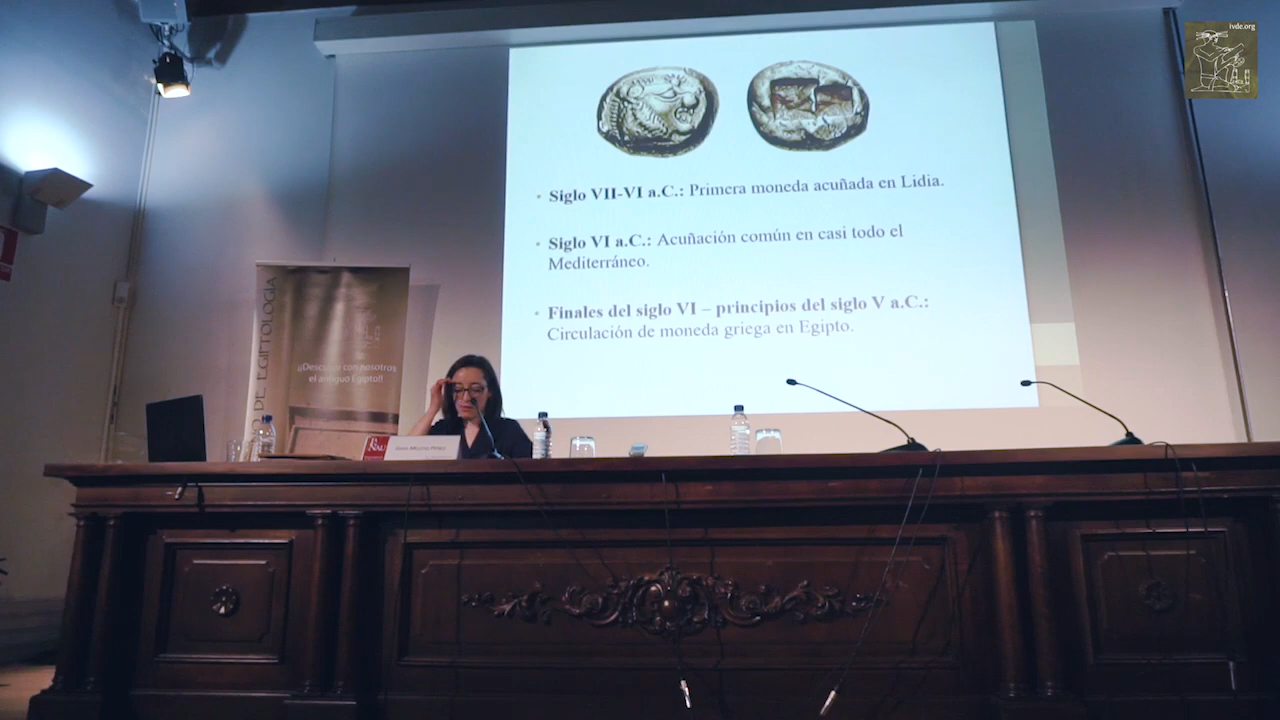 ivde.org
• Siglo VII-VI a.C.: Primera moneda acuñada en Lidia.
• Siglo VI a.C.: Acuñación común en casi todo el
Mediterráneo.
• Finales del siglo VI – principios del siglo V a.C.:
Circulación de moneda griega en Egipto.
DE EGIPTOLOGÍA
¡¡Descubre con nosotros
el antiguo Egipto!!